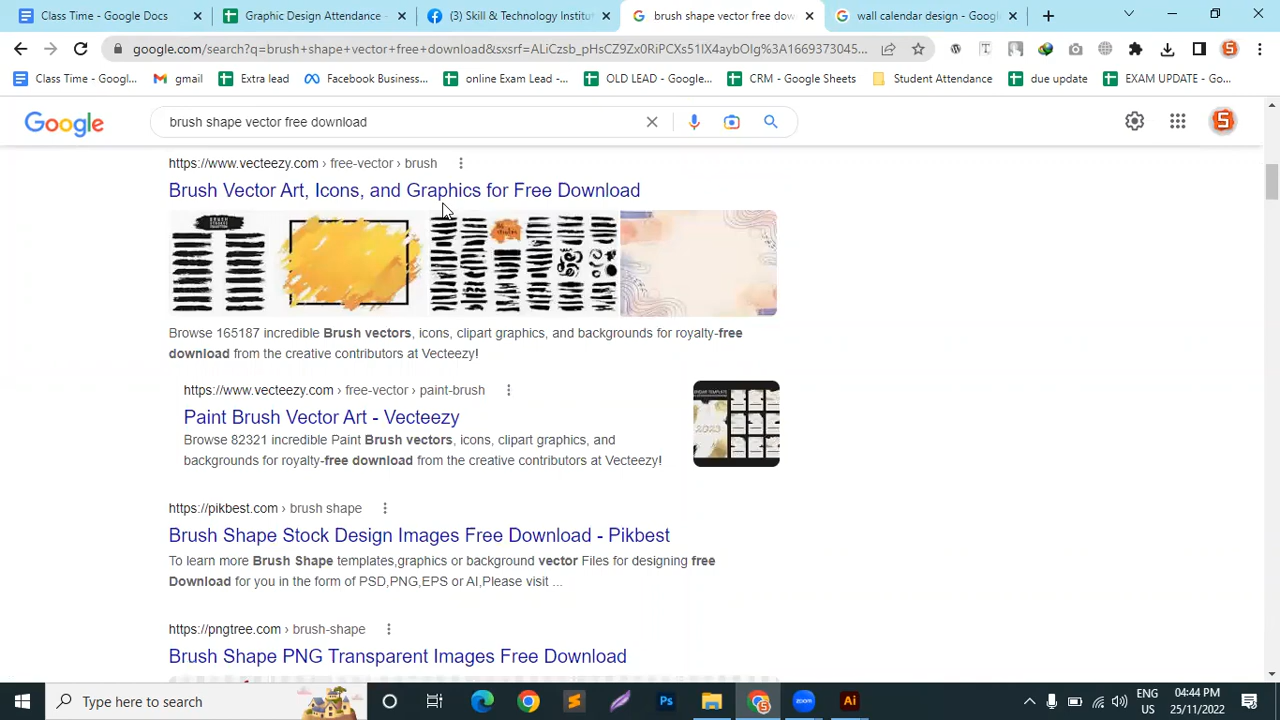 Class Time - Google Docs
Graphic Design Attendance -
(3) Skill & Technology Institut
brush shape vector free dow
wall calendar design - Google
google.com/search?q=brush+shape+vector+free+download&sxsrf=ALiCzsb_pHsCZ9Zx0RiPCXs51IX4aybOIg%3A1669373045...
Class Time - Googl...
gmail
Extra lead
Facebook Business...
online Exam Lead -...
OLD LEAD - Google...
CRM - Google Sheets
Student Attendance
due update
EXAM UPDATE - Go...
Google
brush shape vector free download
S
https://www.vecteezy.com › free-vector › brush
Brush Vector Art, Icons, and Graphics for Free Download
Browse 165187 incredible Brush vectors, icons, clipart graphics, and backgrounds for royalty-free
download from the creative contributors at Vecteezy!
https://www.vecteezy.com › free-vector › paint-brush
Paint Brush Vector Art - Vecteezy
2023
Browse 82321 incredible Paint Brush vectors, icons, clipart graphics, and
backgrounds for royalty-free download from the creative contributors at Vecteezy!
https://pikbest.com › brush shape
Brush Shape Stock Design Images Free Download - Pikbest
To learn more Brush Shape templates,graphics or background vector Files for designing free
Download for you in the form of PSD,PNG,EPS or AI,Please visit ...
https://pngtree.com › brush-shape
Brush Shape PNG Transparent Images Free Download
Type here to search
Ps
zoom
Ai
ENG
US
04:44 PM
25/11/2022